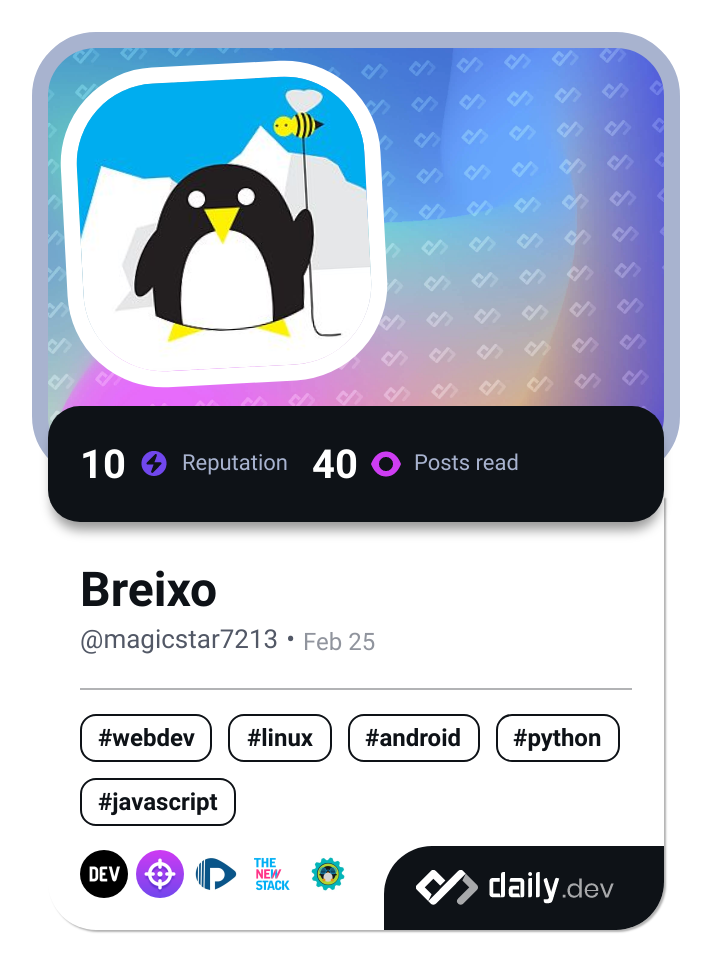 10 Reputation 40 Posts read
Breixo
@magicstar7213 • Feb 25
#webdev #linux #android #python
#javascript
DEV
THE
NEW
STACK
daily.dev